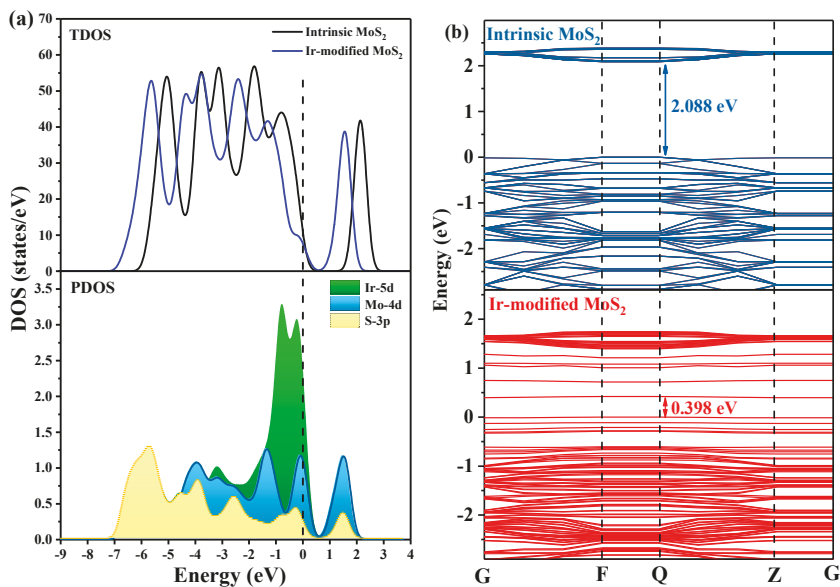 (a)
TDOS
Intrinsic MoS₂
Ir-modified MoS₂
70
60
50
40
30
20
10
0
DOS (states/eV)
PDOS
Ir-5d
Mo-4d
S-3p
3.5
3.0
2.5
2.0
1.5
1.0
0.5
0.0
-9 -8 -7 -6 -5 -4 -3 -2 -1 0 1 2 3 4
Energy (eV)
(b)
Intrinsic MoS₂
2.088 eV
2
1
0
-1
-2
Energy (eV)
Ir-modified MoS₂
0.398 eV
2
1
0
-1
-2
G F Q Z G